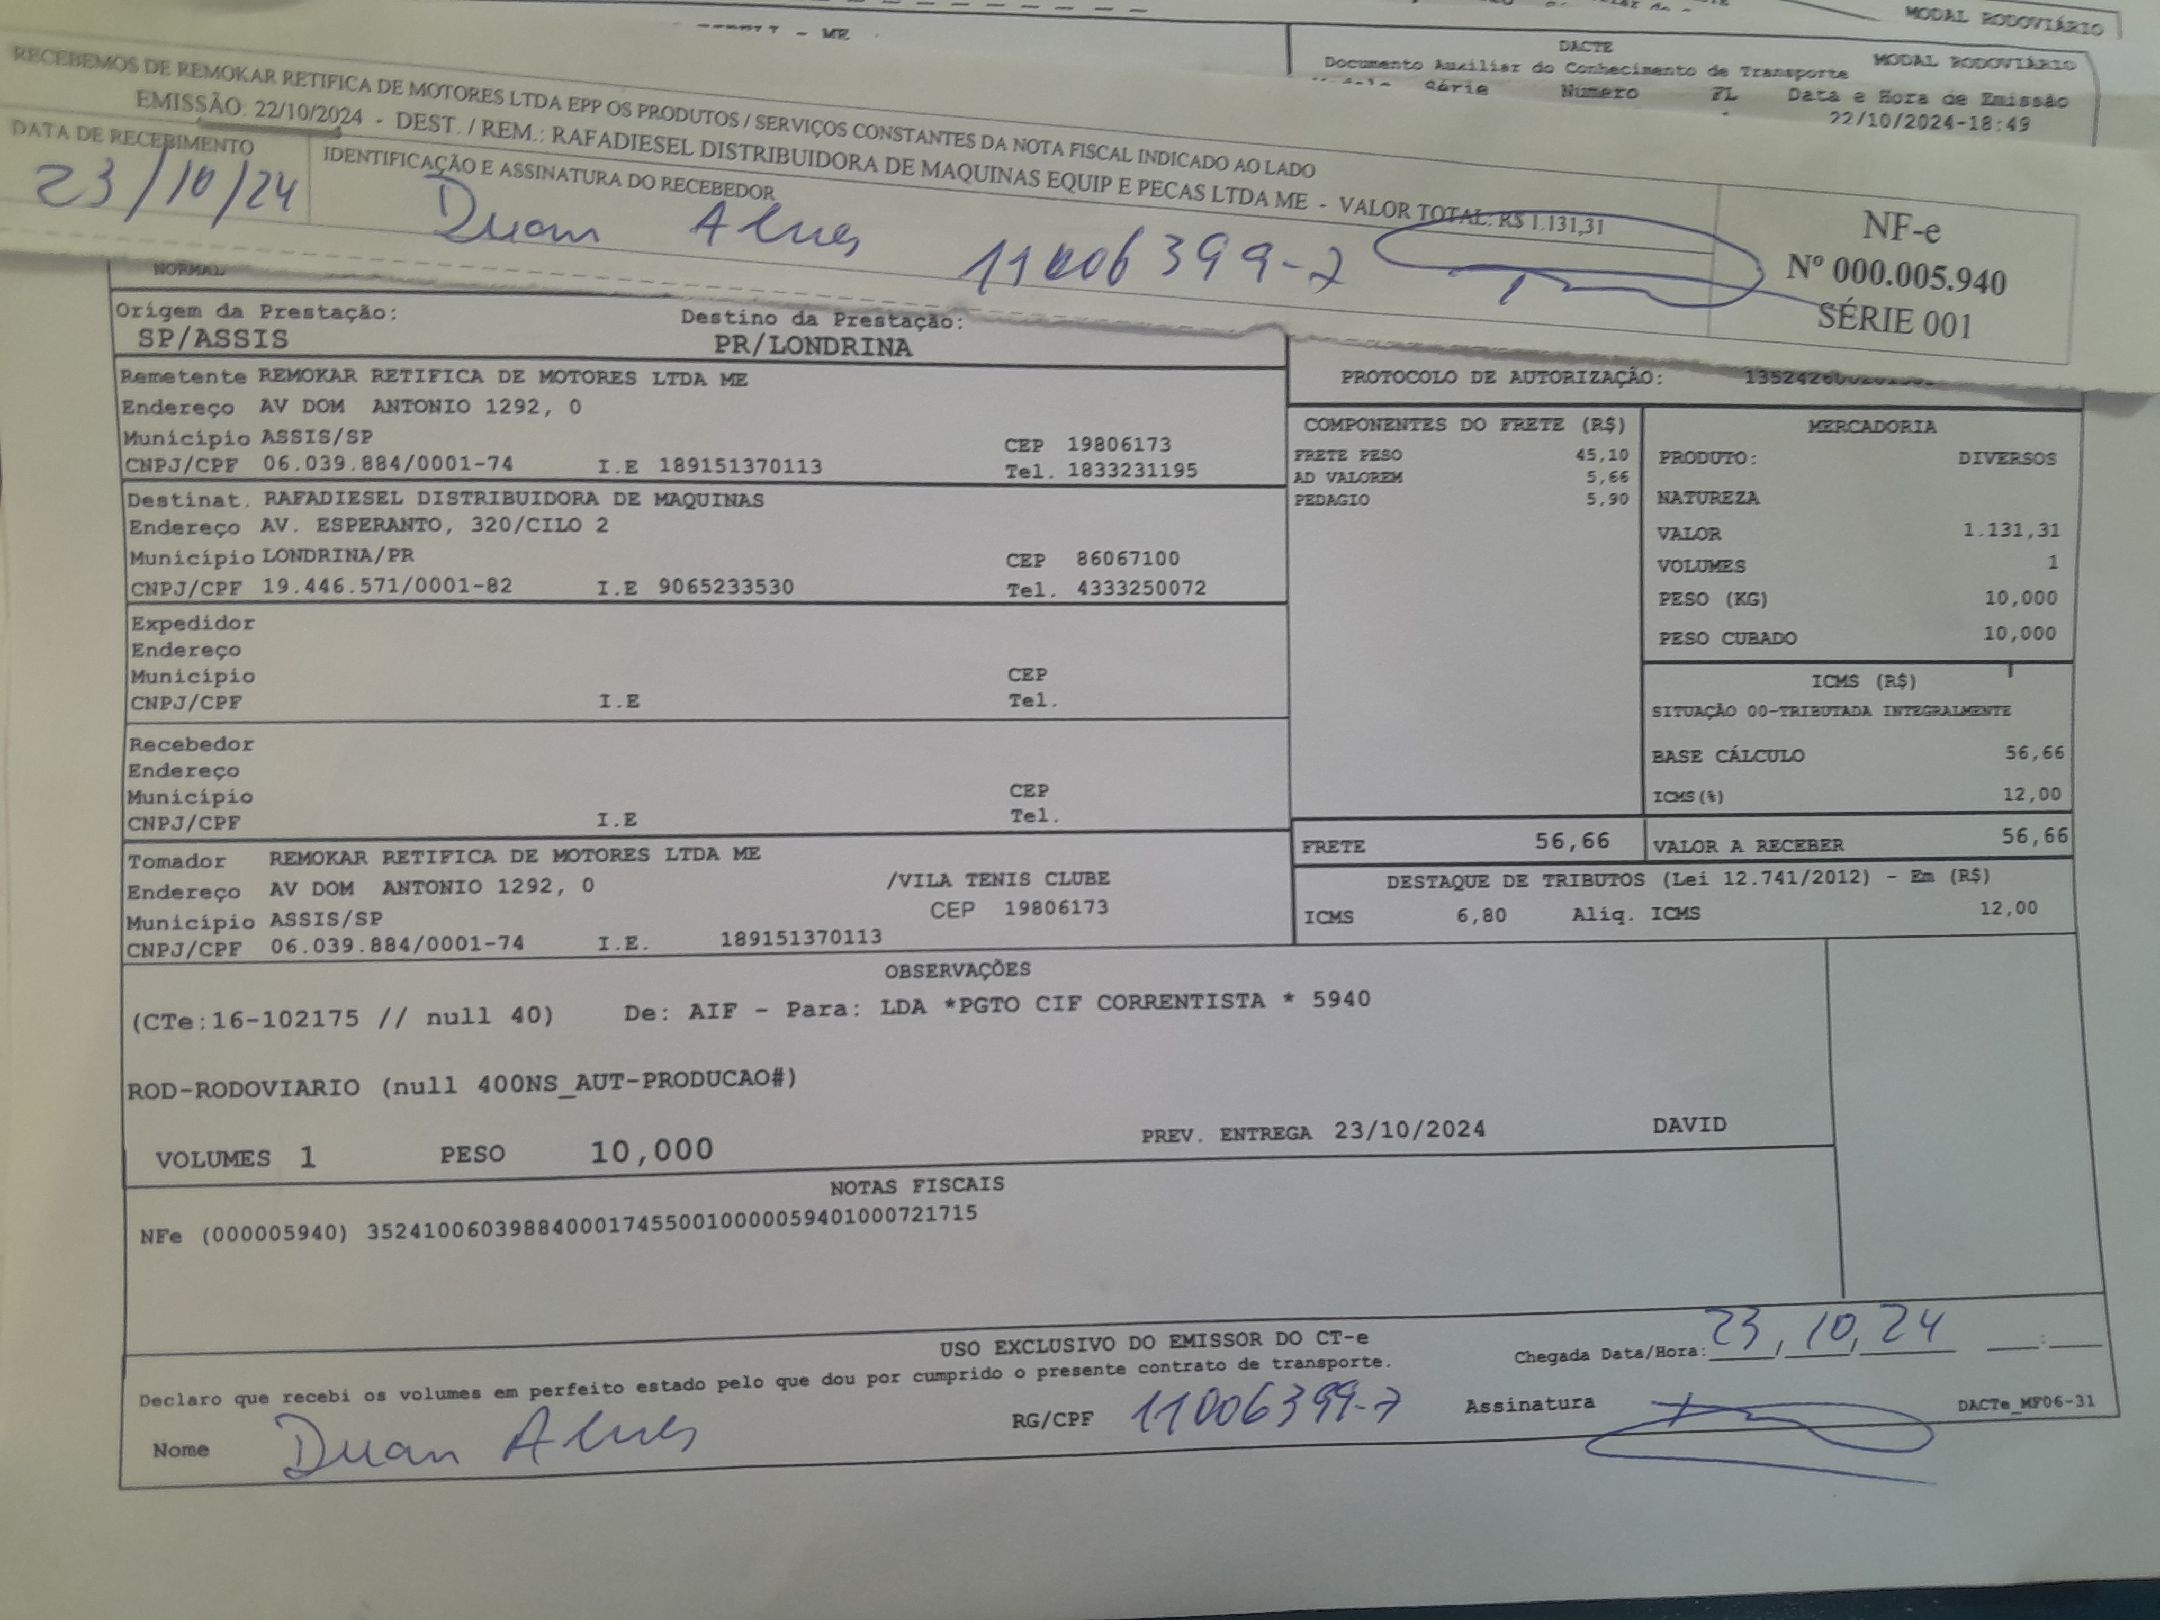 - ME
MODAL RODOVIÁRIO
DACTE
MODAL RODOVIÁRIO
Documento Auxiliar do Conhecimento de Transporte
Série Número FL Data e Hora de Emissão
22/10/2024-18:49
RECEBEMOS DE REMOKAR RETIFICA DE MOTORES LTDA EPP OS PRODUTOS / SERVIÇOS CONSTANTES DA NOTA FISCAL INDICADO AO LADO
EMISSÃO: 22/10/2024 - DEST. / REM.: RAFADIESEL DISTRIBUIDORA DE MAQUINAS EQUIP E PECAS LTDA ME - VALOR TOTAL: R$ 1.131,31
DATA DE RECEBIMENTO
IDENTIFICAÇÃO E ASSINATURA DO RECEBEDOR
23/10/24
Duan Alves 11006399-7
NF-e
Nº 000.005.940
SÉRIE 001
NORMAL
Origem da Prestação:
SP/ASSIS
Destino da Prestação:
PR/LONDRINA
Remetente REMOKAR RETIFICA DE MOTORES LTDA ME
Endereço AV DOM ANTONIO 1292, 0
Município ASSIS/SP CEP 19806173
CNPJ/CPF 06.039.884/0001-74 I.E 189151370113 Tel. 1833231195
Destinat. RAFADIESEL DISTRIBUIDORA DE MAQUINAS
Endereço AV. ESPERANTO, 320/CILO 2
Município LONDRINA/PR CEP 86067100
CNPJ/CPF 19.446.571/0001-82 I.E 9065233530 Tel. 4333250072
Expedidor
Endereço
Município CEP
CNPJ/CPF I.E Tel.
Recebedor
Endereço
Município CEP
CNPJ/CPF I.E Tel.
Tomador REMOKAR RETIFICA DE MOTORES LTDA ME
Endereço AV DOM ANTONIO 1292, 0 /VILA TENIS CLUBE
Município ASSIS/SP CEP 19806173
CNPJ/CPF 06.039.884/0001-74 I.E. 189151370113
PROTOCOLO DE AUTORIZAÇÃO:
COMPONENTES DO FRETE (R$)
FRETE PESO 45,10
AD VALOREM 5,66
PEDAGIO 5,90
MERCADORIA
PRODUTO: DIVERSOS
NATUREZA
VALOR 1.131,31
VOLUMES 1
PESO (KG) 10,000
PESO CUBADO 10,000
ICMS (R$)
SITUAÇÃO 00-TRIBUTADA INTEGRALMENTE
BASE CÁLCULO 56,66
ICMS(%) 12,00
FRETE 56,66
VALOR A RECEBER 56,66
DESTAQUE DE TRIBUTOS (Lei 12.741/2012) - Em (R$)
ICMS 6,80 Aliq. ICMS 12,00
OBSERVAÇÕES
(CTe:16-102175 // null 40) De: AIF - Para: LDA *PGTO CIF CORRENTISTA * 5940
ROD-RODOVIARIO (null 400NS_AUT-PRODUCAO#)
VOLUMES 1 PESO 10,000 PREV. ENTREGA 23/10/2024 DAVID
NOTAS FISCAIS
NFe (000005940) 35241006039884000174550010000059401000721715
USO EXCLUSIVO DO EMISSOR DO CT-e
Declaro que recebi os volumes em perfeito estado pelo que dou por cumprido o presente contrato de transporte.
Chegada Data/Hora: 23/10/24 :
Nome Duan Alves RG/CPF 11006399-7 Assinatura
DACTe_MF06-31